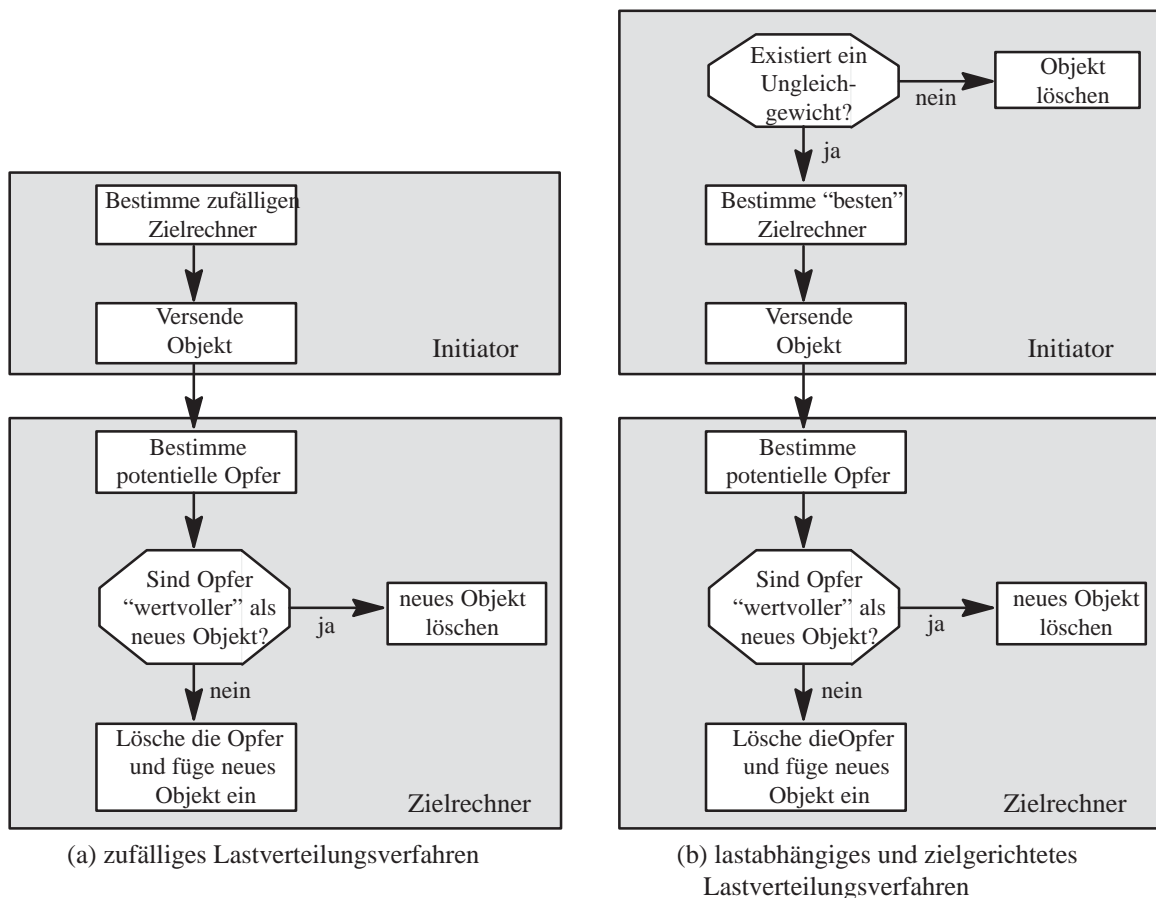 Bestimme zufälligen
Zielrechner
Versende
Objekt
Initiator
Bestimme
potentielle Opfer
Sind Opfer
“wertvoller” als
neues Objekt?
ja
neues Objekt
löschen
nein
Lösche die Opfer
und füge neues
Objekt ein
Zielrechner
(a) zufälliges Lastverteilungsverfahren
Existiert ein
Ungleich-
gewicht?
nein
Objekt
löschen
ja
Bestimme “besten”
Zielrechner
Versende
Objekt
Initiator
Bestimme
potentielle Opfer
Sind Opfer
“wertvoller” als
neues Objekt?
ja
neues Objekt
löschen
nein
Lösche dieOpfer
und füge neues
Objekt ein
Zielrechner
(b) lastabhängiges und zielgerichtetes
Lastverteilungsverfahren